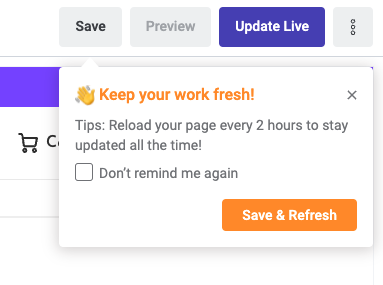 Save Preview Update Live
Keep your work fresh!
Tips: Reload your page every 2 hours to stay
updated all the time!
Don't remind me again
Save & Refresh